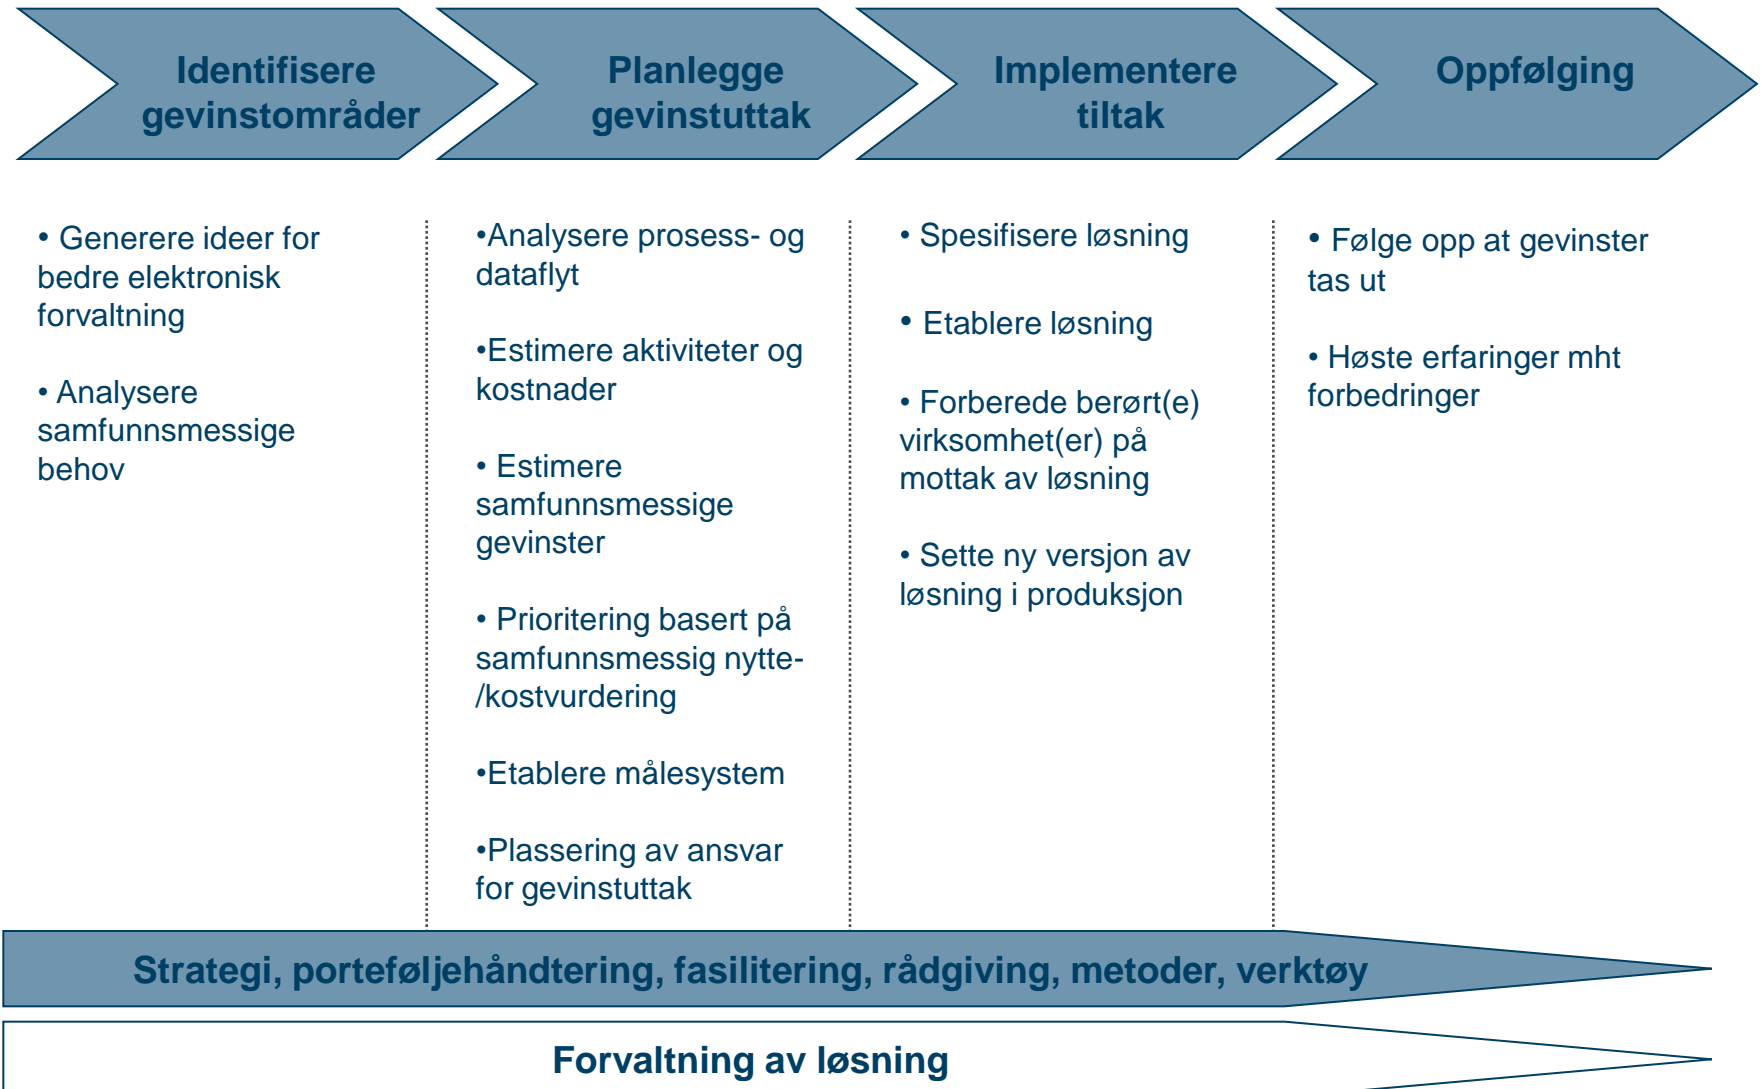 Identifisere
gevinstområder
Planlegge
gevinstuttak
Implementere
tiltak
Oppfølging
• Generere ideer for
bedre elektronisk
forvaltning
• Analysere
samfunnsmessige
behov
•Analysere prosess- og
dataflyt
•Estimere aktiviteter og
kostnader
• Estimere
samfunnsmessige
gevinster
• Prioritering basert på
samfunnsmessig nytte-
/kostvurdering
•Etablere målesystem
•Plassering av ansvar
for gevinstuttak
• Spesifisere løsning
• Etablere løsning
• Forberede berørt(e)
virksomhet(er) på
mottak av løsning
• Sette ny versjon av
løsning i produksjon
• Følge opp at gevinster
tas ut
• Høste erfaringer mht
forbedringer
Strategi, porteføljehåndtering, fasilitering, rådgiving, metoder, verktøy
Forvaltning av løsning